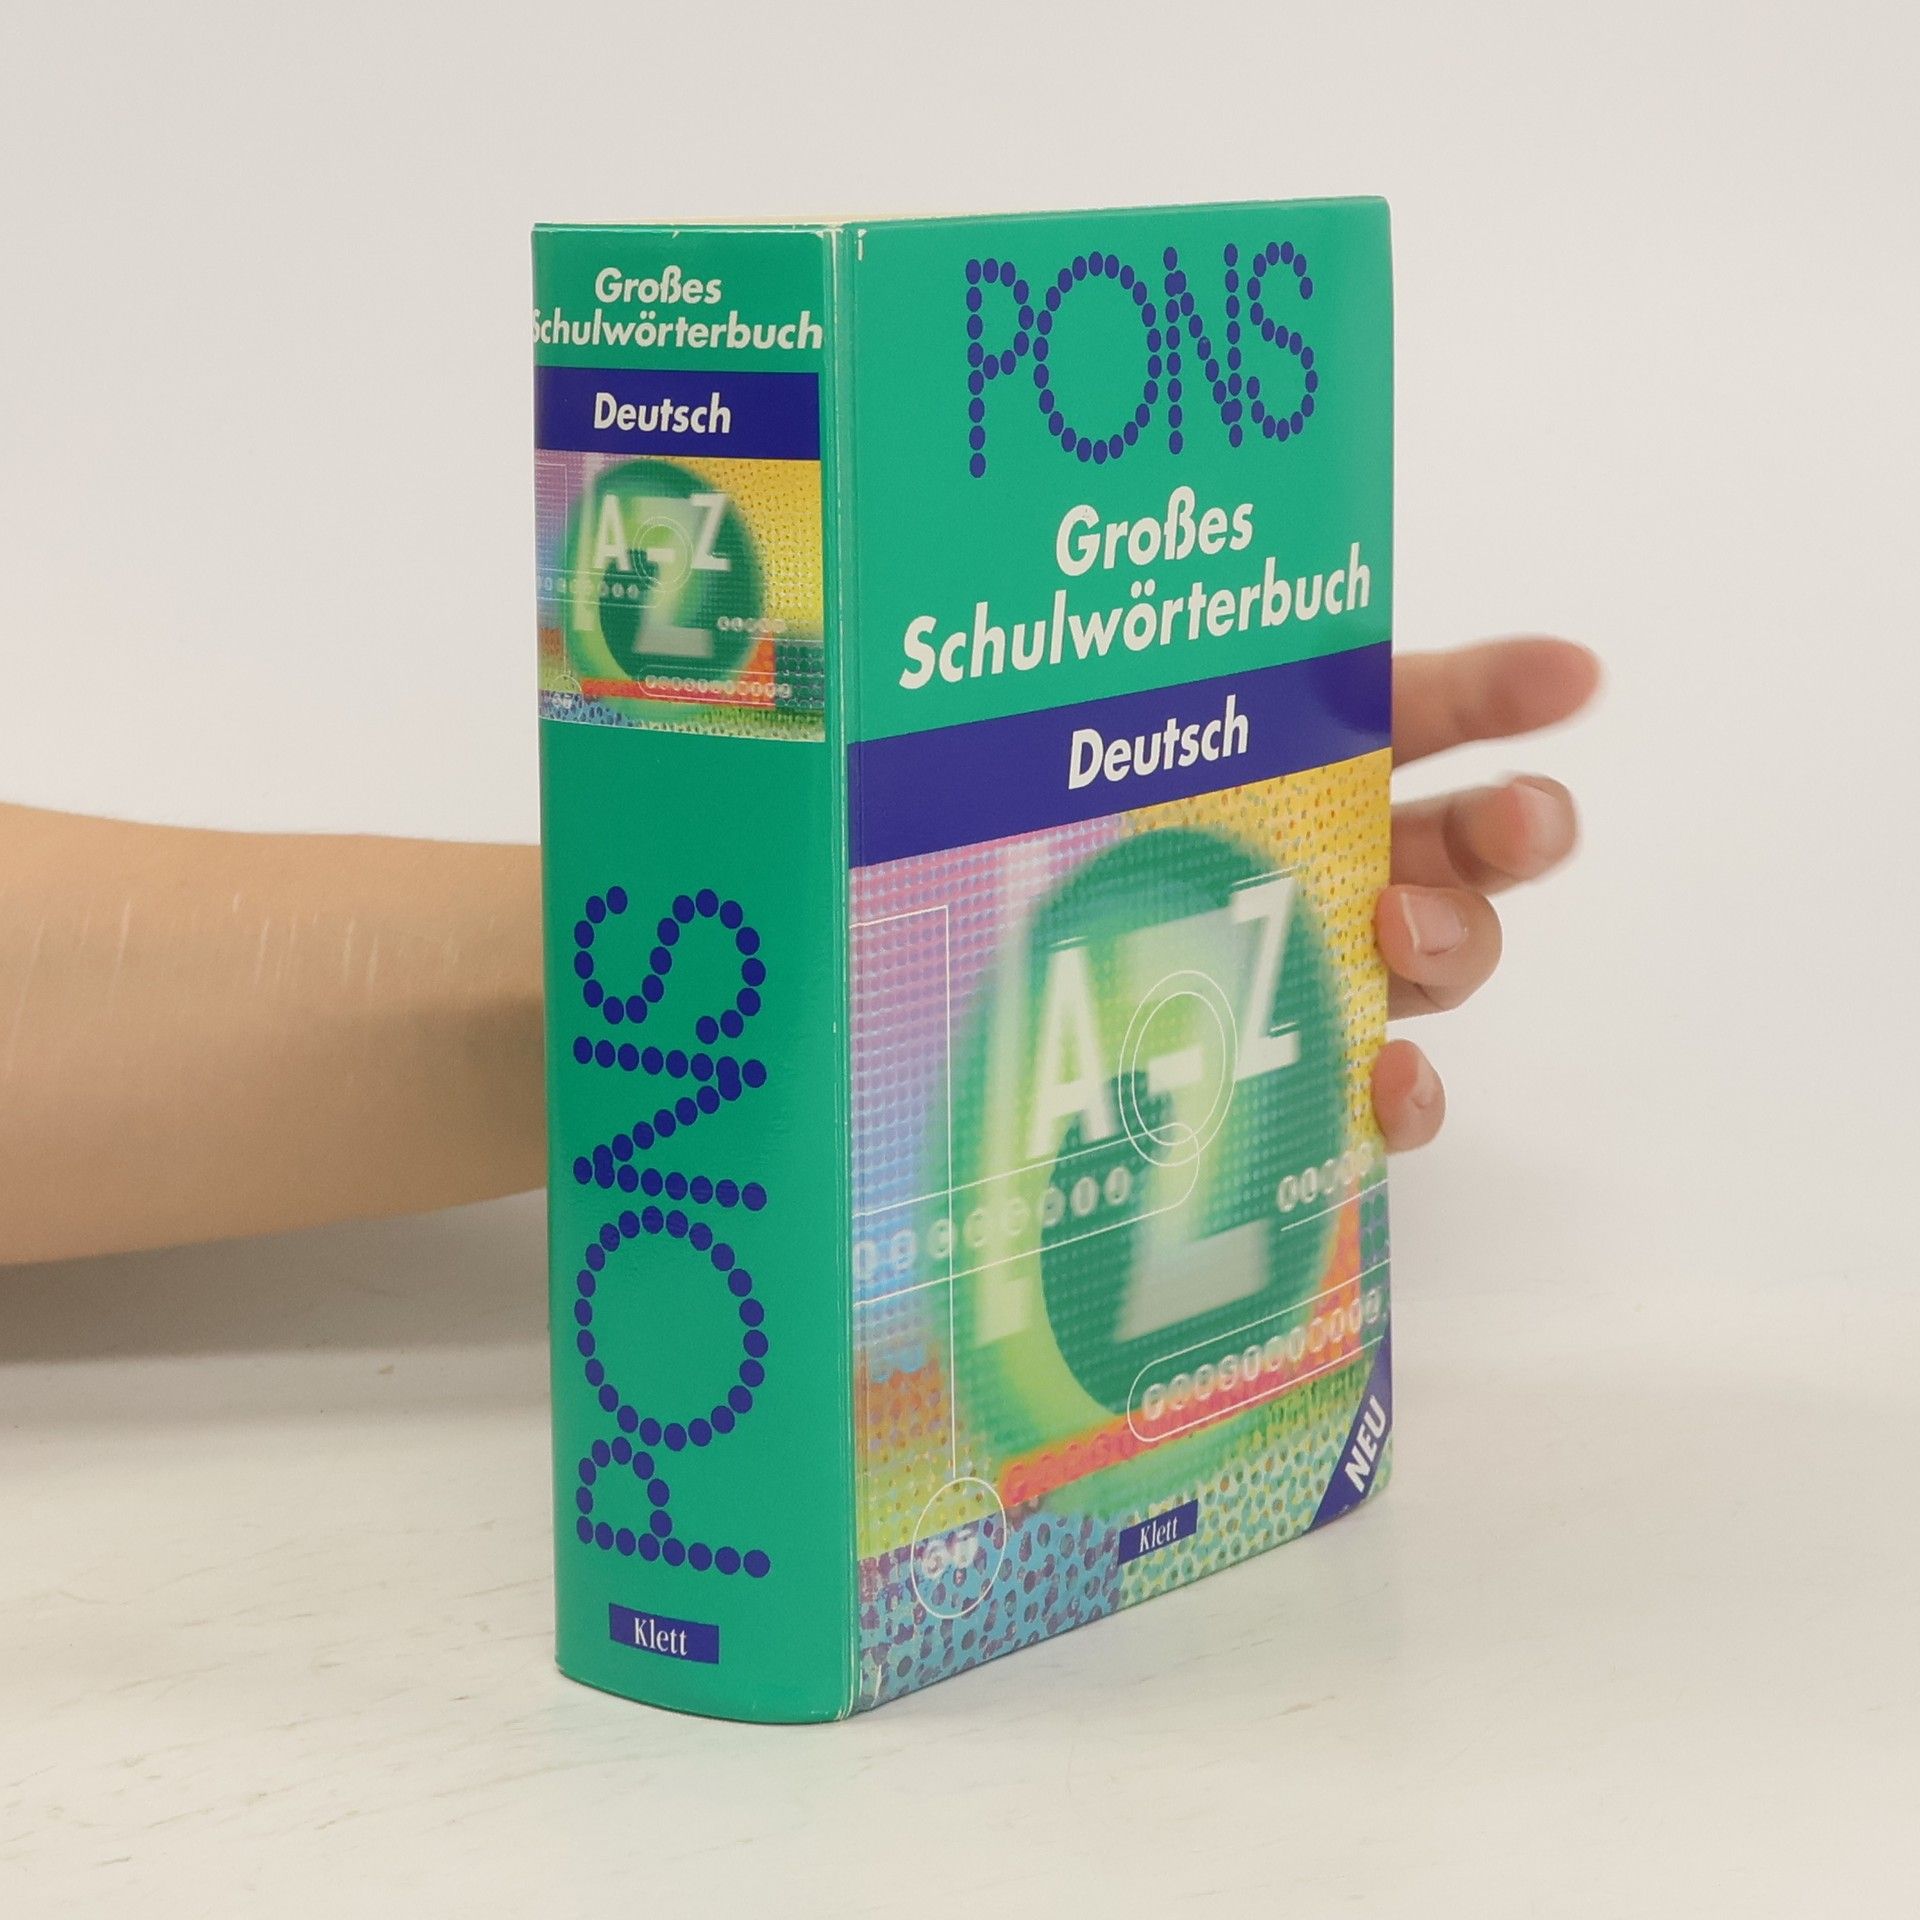 Großes
Schulwörterbuch
Deutsch
A-Z
PONS
Klett
PONS
Großes
Schulwörterbuch
Deutsch
A-Z
NEU
Klett